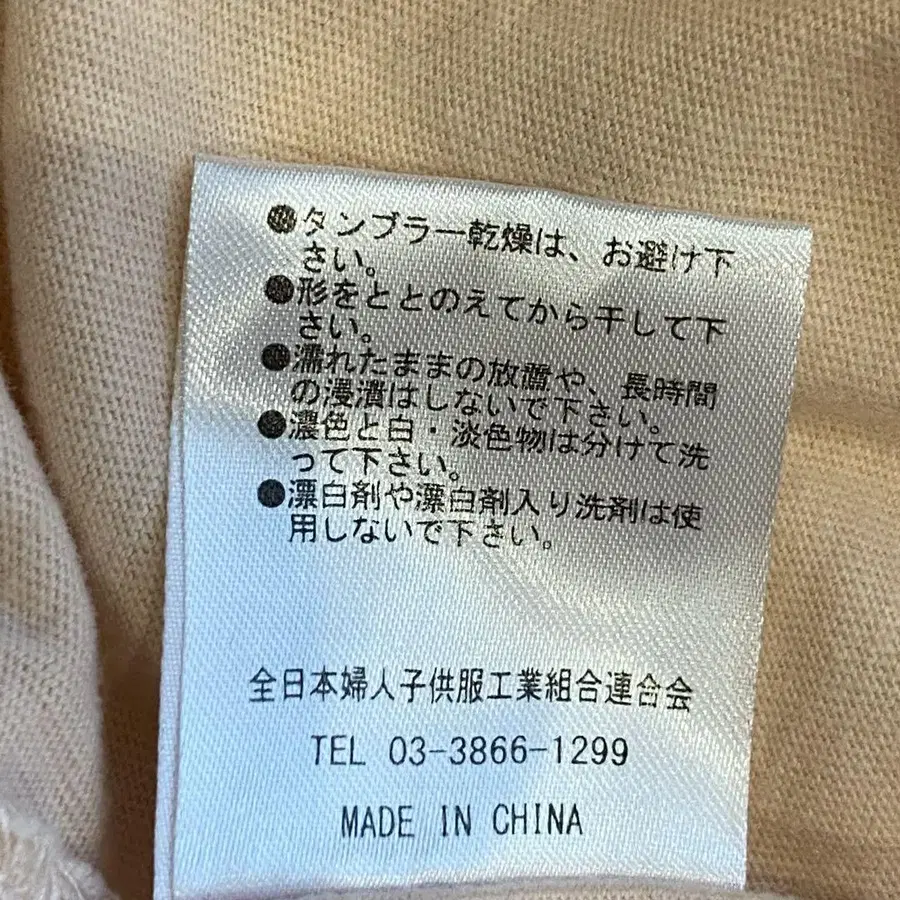 ●タンブラー乾燥は、お避け下
さい。
●形をととのえてから干して下
さい。
●濡れたままの放置や、長時間
の浸漬はしないで下さい。
●濃色と白・淡色物は分けて洗
って下さい。
●漂白剤や漂白剤入り洗剤は使
用しないで下さい。
全日本婦人子供服工業組合連合会
TEL 03-3866-1299
MADE IN CHINA